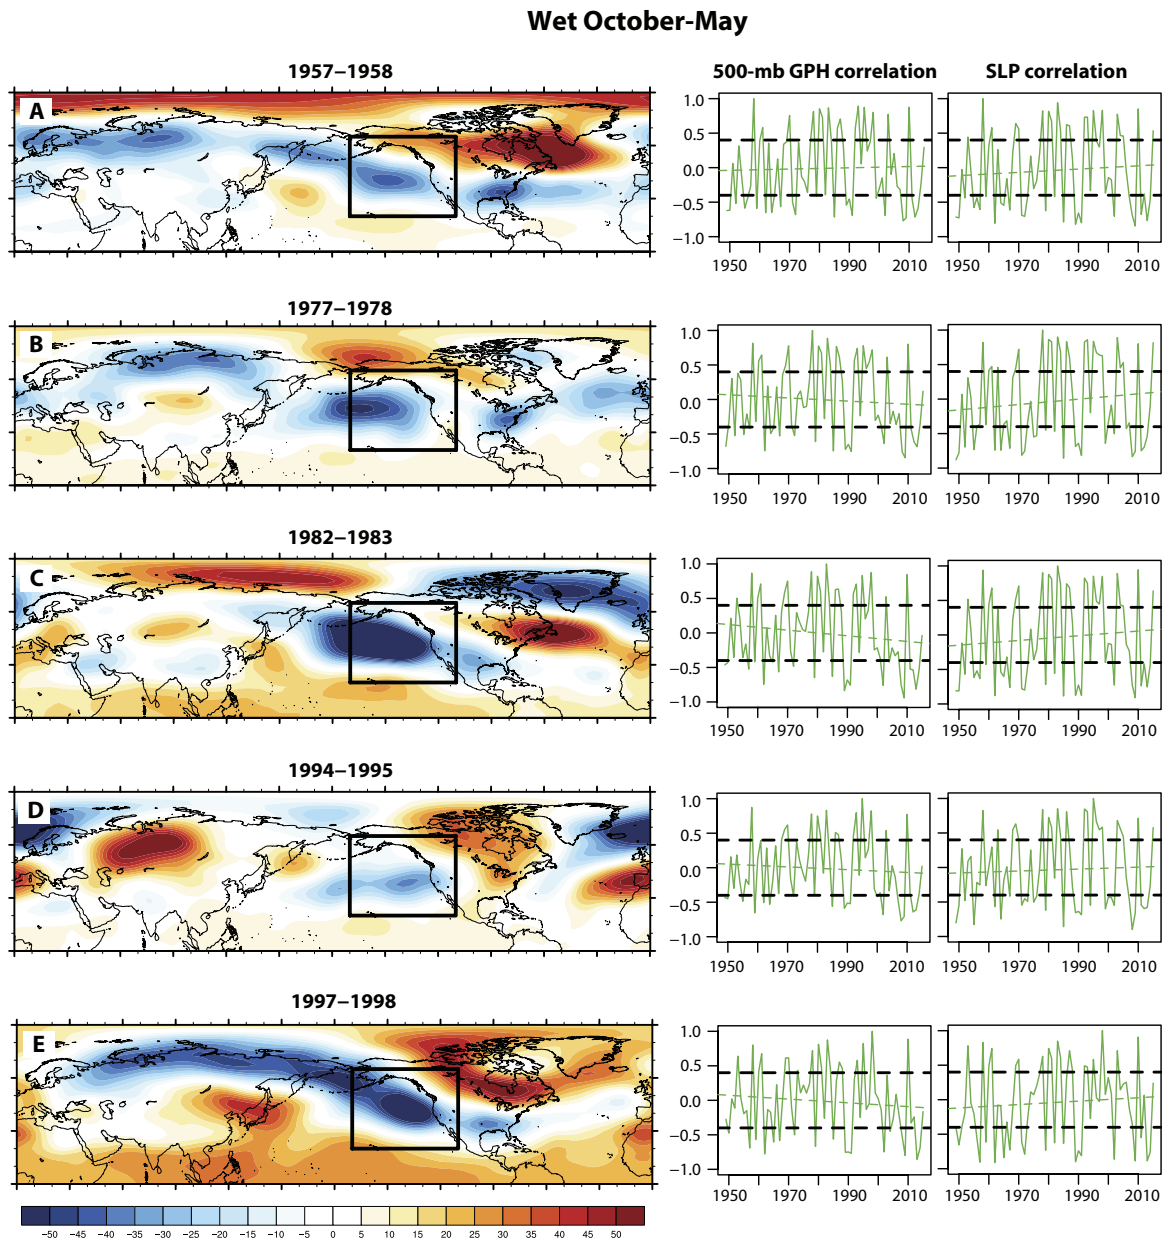 Wet October-May
1957–1958
500-mb GPH correlation
SLP correlation
A
1.0
0.5
0.0
−0.5
−1.0
1950 1970 1990 2010
1950 1970 1990 2010
1977–1978
B
1.0
0.5
0.0
−0.5
−1.0
1950 1970 1990 2010
1950 1970 1990 2010
1982–1983
C
1.0
0.5
0.0
−0.5
−1.0
1950 1970 1990 2010
1950 1970 1990 2010
1994–1995
D
1.0
0.5
0.0
−0.5
−1.0
1950 1970 1990 2010
1950 1970 1990 2010
1997–1998
E
1.0
0.5
0.0
−0.5
−1.0
1950 1970 1990 2010
1950 1970 1990 2010
−50 −45 −40 −35 −30 −25 −20 −15 −10 −5 0 5 10 15 20 25 30 35 40 45 50